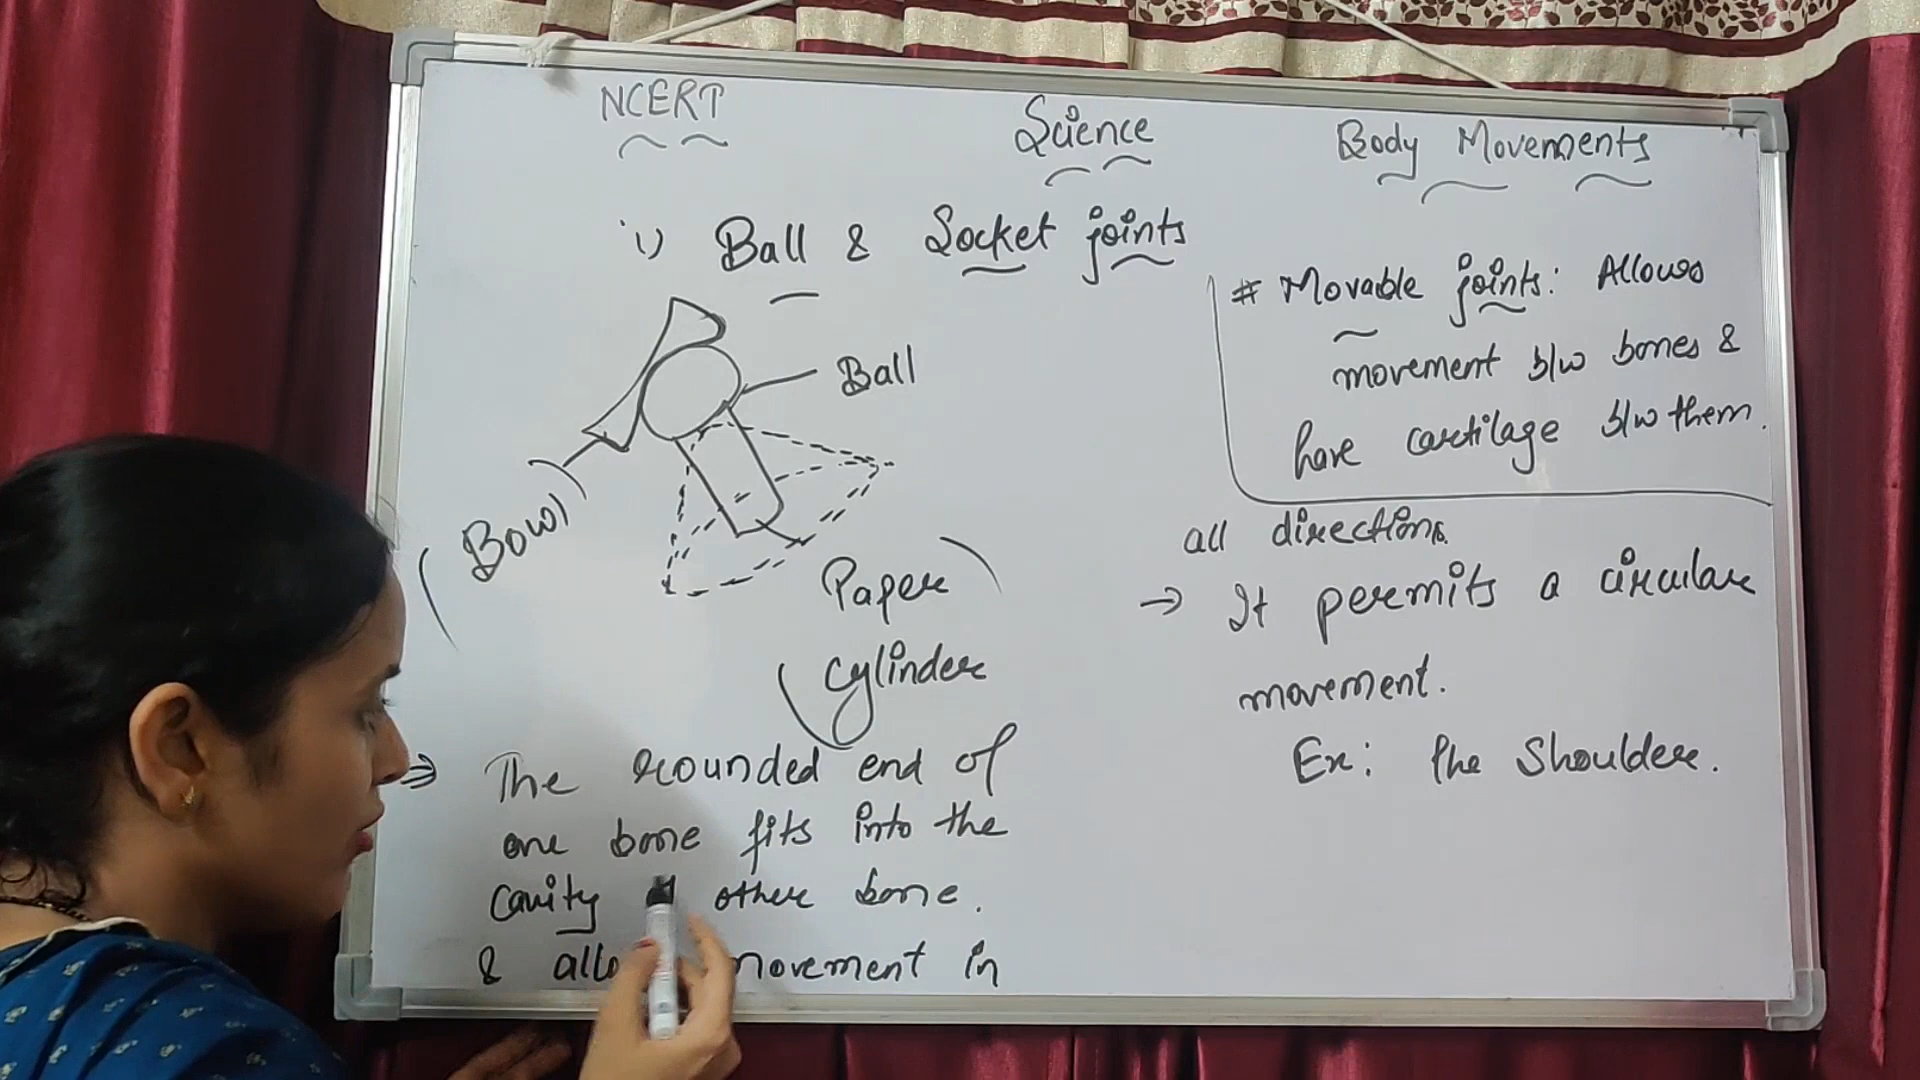 NCERT Science Body Movements
i) Ball & Socket joints
# Movable joints: Allows
movement b/w bones &
have cartilage b/w them.
Ball
(Bowl)
(Paper
cylinder)
⇒ The rounded end of
one bone fits into the
cavity other bone.
& movement in
all directions.
→ It permits a circular
movement.
Ex: The Shoulder.